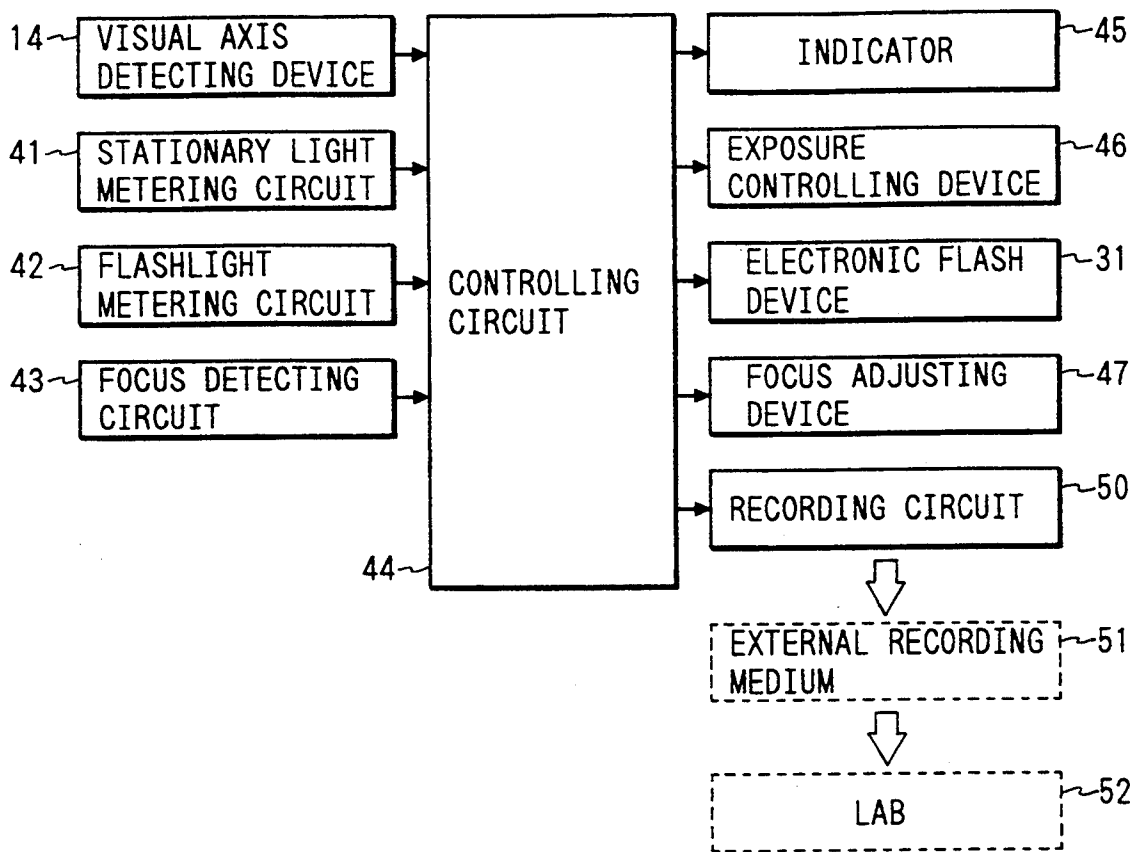 14
VISUAL AXIS
DETECTING DEVICE
41
STATIONARY LIGHT
METERING CIRCUIT
42
FLASHLIGHT
METERING CIRCUIT
43
FOCUS DETECTING
CIRCUIT
CONTROLLING
CIRCUIT
44
INDICATOR
45
EXPOSURE
CONTROLLING DEVICE
46
ELECTRONIC FLASH
DEVICE
31
FOCUS ADJUSTING
DEVICE
47
RECORDING CIRCUIT
50
EXTERNAL RECORDING
MEDIUM
51
LAB
52